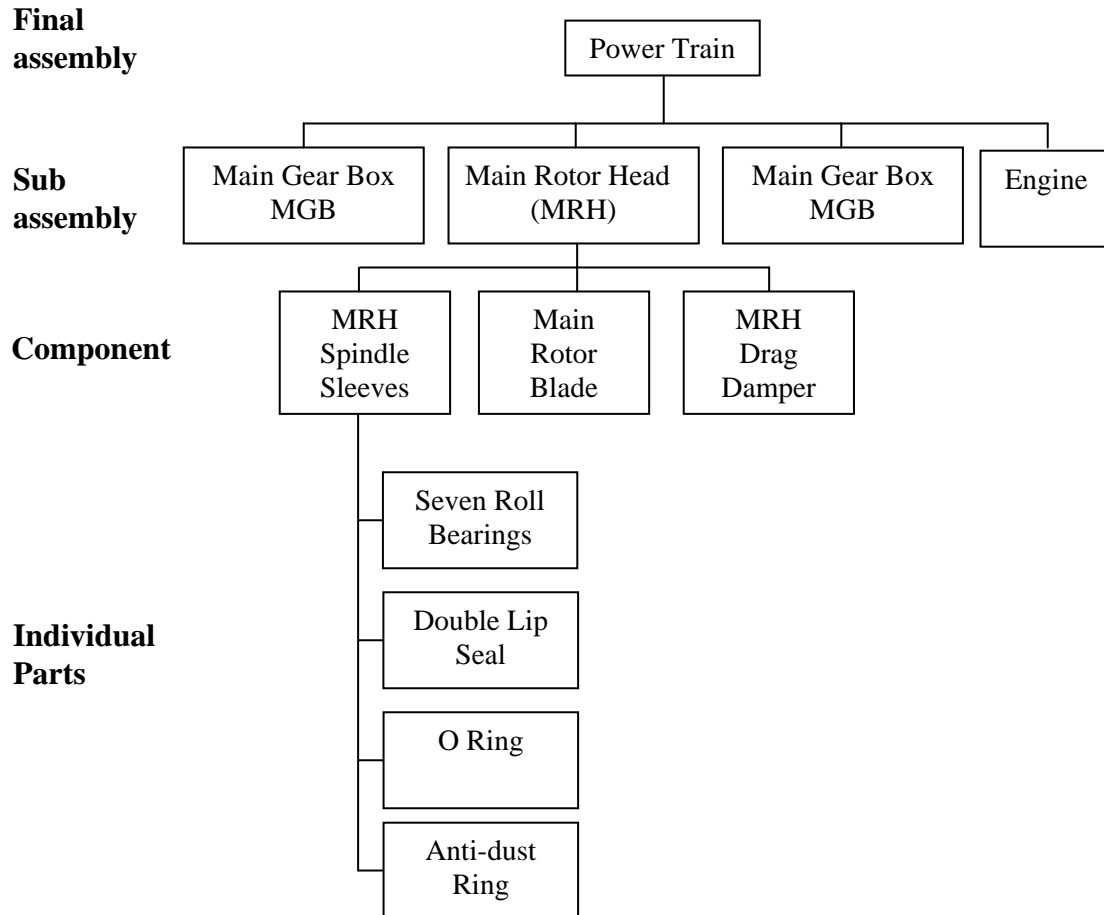 Final
assembly
Power Train
Sub
assembly
Main Gear Box
MGB
Main Rotor Head
(MRH)
Main Gear Box
MGB
Engine
Component
MRH
Spindle
Sleeves
Main
Rotor
Blade
MRH
Drag
Damper
Individual
Parts
Seven Roll
Bearings
Double Lip
Seal
O Ring
Anti-dust
Ring